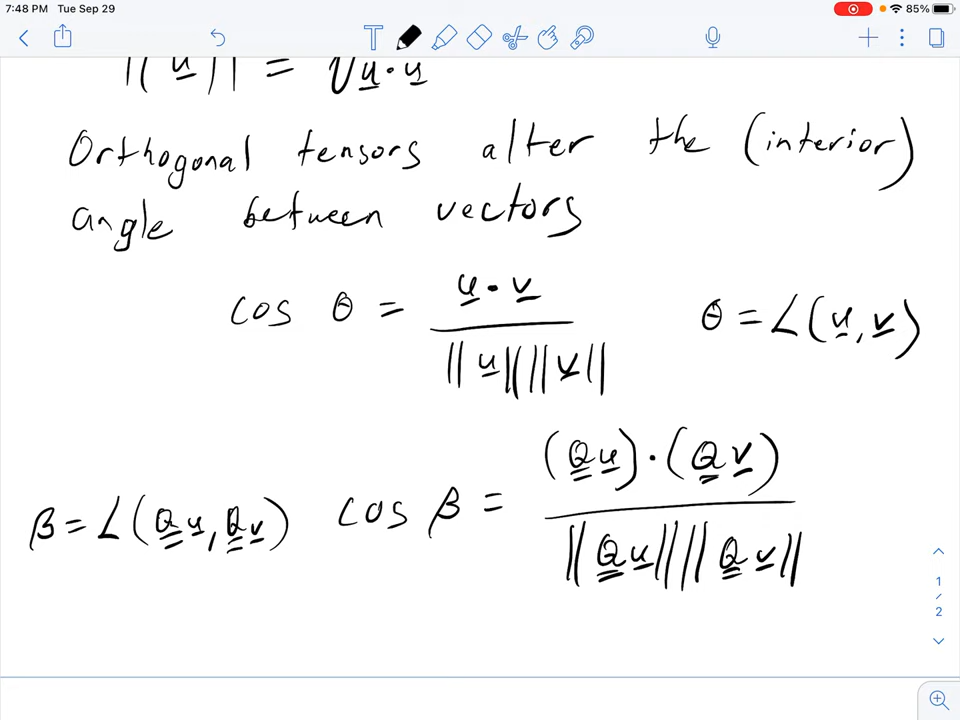 7:48 PM Tue Sep 29 85%
||u|| = √u·u
Orthogonal tensors alter the (interior)
angle between vectors
cos θ = u·v / ||u|| ||v|| θ = ∠(u,v)
β = ∠(Qu,Qv) cos β = (Qu)·(Qv) / ||Qu|| ||Qv||
1
/
2